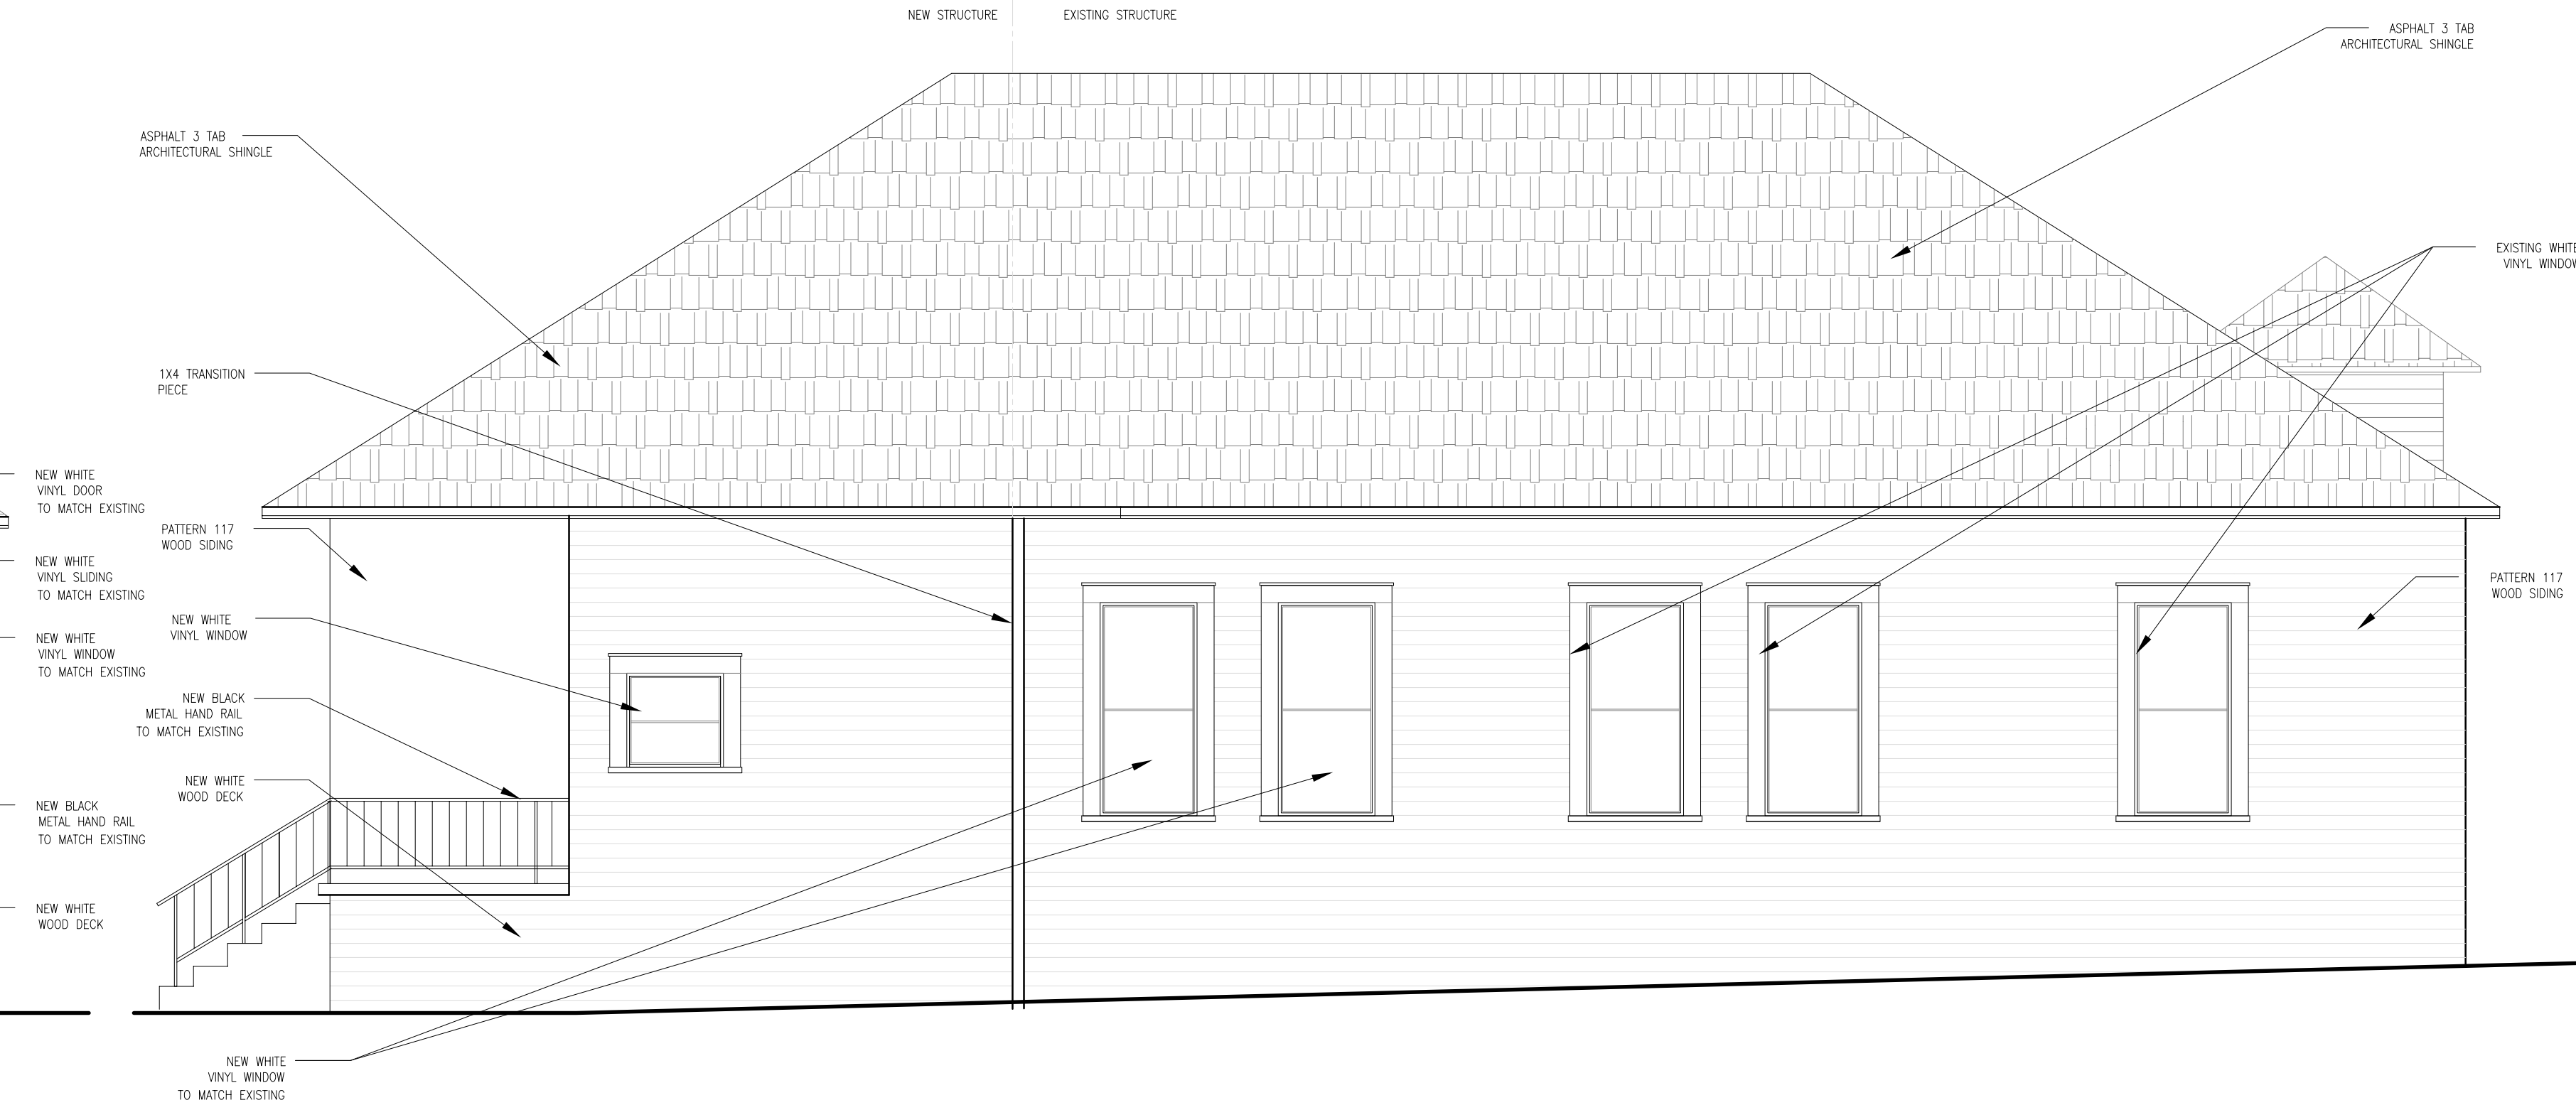 NEW STRUCTURE
EXISTING STRUCTURE
ASPHALT 3 TAB
ARCHITECTURAL SHINGLE
ASPHALT 3 TAB
ARCHITECTURAL SHINGLE
EXISTING WHITE
VINYL WINDOW
1X4 TRANSITION
PIECE
NEW WHITE
VINYL DOOR
TO MATCH EXISTING
PATTERN 117
WOOD SIDING
NEW WHITE
VINYL SLIDING
TO MATCH EXISTING
PATTERN 117
WOOD SIDING
NEW WHITE
VINYL WINDOW
NEW WHITE
VINYL WINDOW
TO MATCH EXISTING
NEW BLACK
METAL HAND RAIL
TO MATCH EXISTING
NEW WHITE
WOOD DECK
NEW BLACK
METAL HAND RAIL
TO MATCH EXISTING
NEW WHITE
WOOD DECK
NEW WHITE
VINYL WINDOW
TO MATCH EXISTING